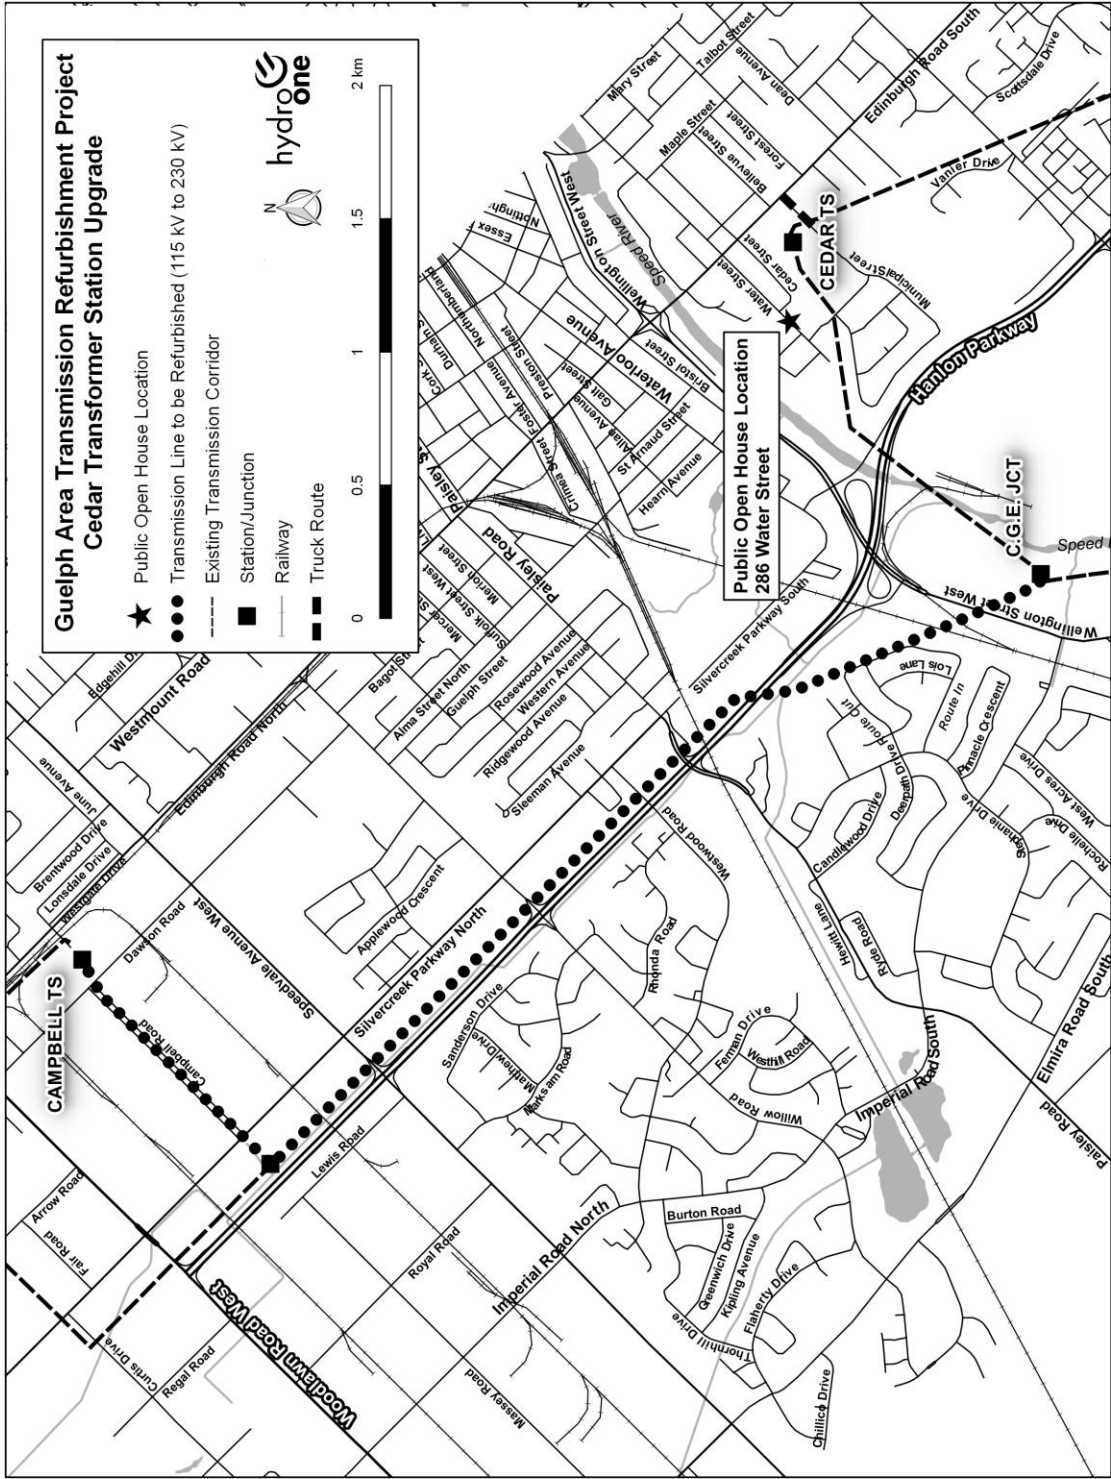 Guelph Area Transmission Refurbishment Project
Cedar Transformer Station Upgrade
Public Open House Location
Transmission Line to be Refurbished (115 kV to 230 kV)
Existing Transmission Corridor
Station/Junction
Railway
Truck Route
N
hydro
one
0
0.5
1
1.5
2 km
CAMPBELL TS
Brentwood Drive
Lonsdale Drive
Westgate Drive
June Avenue
Edgehill
Westmount Road
Edinburgh Road North
Dawson Road
Speedvale Avenue West
Campbell Road
Arrow Road
Fair Road
Curtis Drive
Regal Road
Woodlawn Road West
Lewis Road
Royal Road
Massey Road
Imperial Road North
Applewood Crescent
Silvercreek Parkway North
Sanderson Drive
Matthew Drive
Marksam Road
Bagot
Alma Street North
Guelph Street
Mercer
Suffolk Street West
Merion Street
Rosewood Avenue
Western Avenue
Ridgewood Avenue
Sleeman Avenue
Paisley
Paisley Road
Cork
Durham
Northumberland
Preston Street
Foster Avenue
Crimea Street
Essex
Notting
Galt Street
Allan Avenue
St Arnaud Street
Hearn Avenue
Waterloo Avenue
Bristol Street
Wellington Street West
Speed River
Mary Street
Maple Street
Talbot Street
Dean Avenue
Forest Street
Bellevue Street
Edinburgh Road South
Scottsdale Drive
Vanier Drive
Water Street
Cedar Street
CEDAR TS
Municipal Street
Public Open House Location
286 Water Street
Hanlon Parkway
C.G.E. JCT
Speed
Wellington Street West
Silvercreek Parkway South
Lois Lane
Route In
Pinnacle Crescent
Deerpath Drive Route Out
Candlewood Drive
Stephanie Drive
West Acres Drive
Rochelle Drive
Westwood Road
Rhonda Road
Hewitt Lane
Ryde Road
Ferman Drive
Westhill Road
Willow Road
Imperial Road South
Elmira Road South
Paisley Road
Burton Road
Greenwich Drive
Kipling Avenue
Flaherty Drive
Thornhill Drive
Chillico Drive